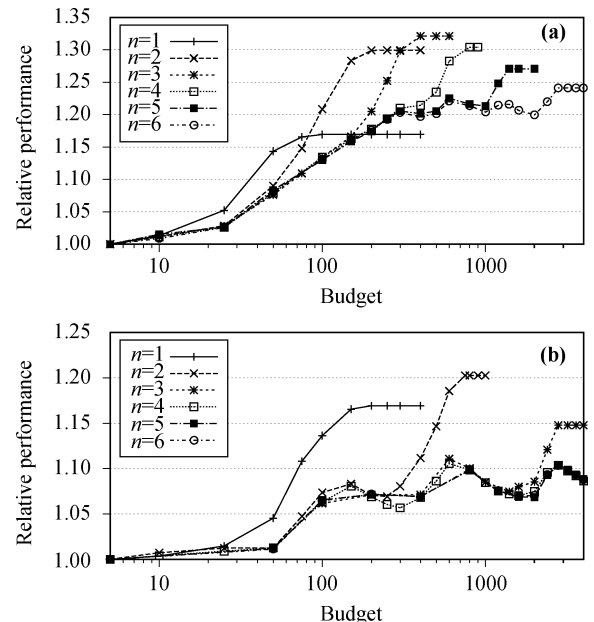 (a)
Relative performance
1.35
1.30
1.25
1.20
1.15
1.10
1.05
1.00
n=1
n=2
n=3
n=4
n=5
n=6
10 100 1000
Budget
(b)
Relative performance
1.25
1.20
1.15
1.10
1.05
1.00
n=1
n=2
n=3
n=4
n=5
n=6
10 100 1000
Budget